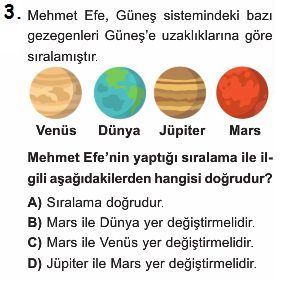 3. Mehmet Efe, Güneş sistemindeki bazı
gezegenleri Güneş'e uzaklıklarına göre
sıralamıştır.
Venüs Dünya Jüpiter Mars
Mehmet Efe'nin yaptığı sıralama ile il-
gili aşağıdakilerden hangisi doğrudur?
A) Sıralama doğrudur.
B) Mars ile Dünya yer değiştirmelidir.
C) Mars ile Venüs yer değiştirmelidir.
D) Jüpiter ile Mars yer değiştirmelidir.